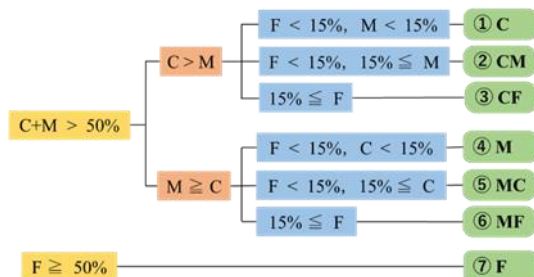 F < 15%, M < 15%
① C
C > M
F < 15%, 15% ≦ M
② CM
15% ≦ F
③ CF
C+M > 50%
F < 15%, C < 15%
④ M
M ≧ C
F < 15%, 15% ≦ C
⑤ MC
15% ≦ F
⑥ MF
F ≧ 50%
⑦ F